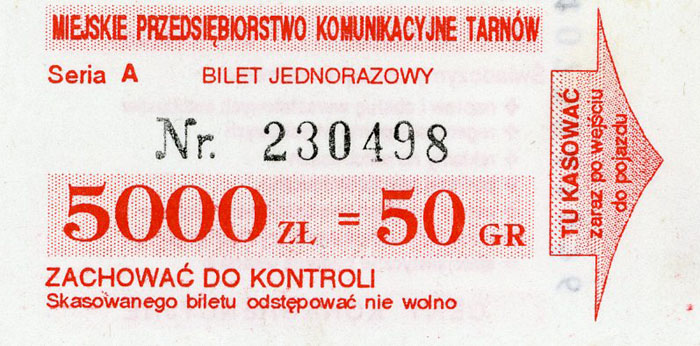 MIEJSKIE PRZEDSIĘBIORSTWO KOMUNIKACYJNE TARNÓW
Seria A BILET JEDNORAZOWY
Nr. 230498
5000 ZŁ = 50 GR
ZACHOWAĆ DO KONTROLI
Skasowanego biletu odstępować nie wolno
TU KASOWAĆ
zaraz po wejściu
do pojazdu